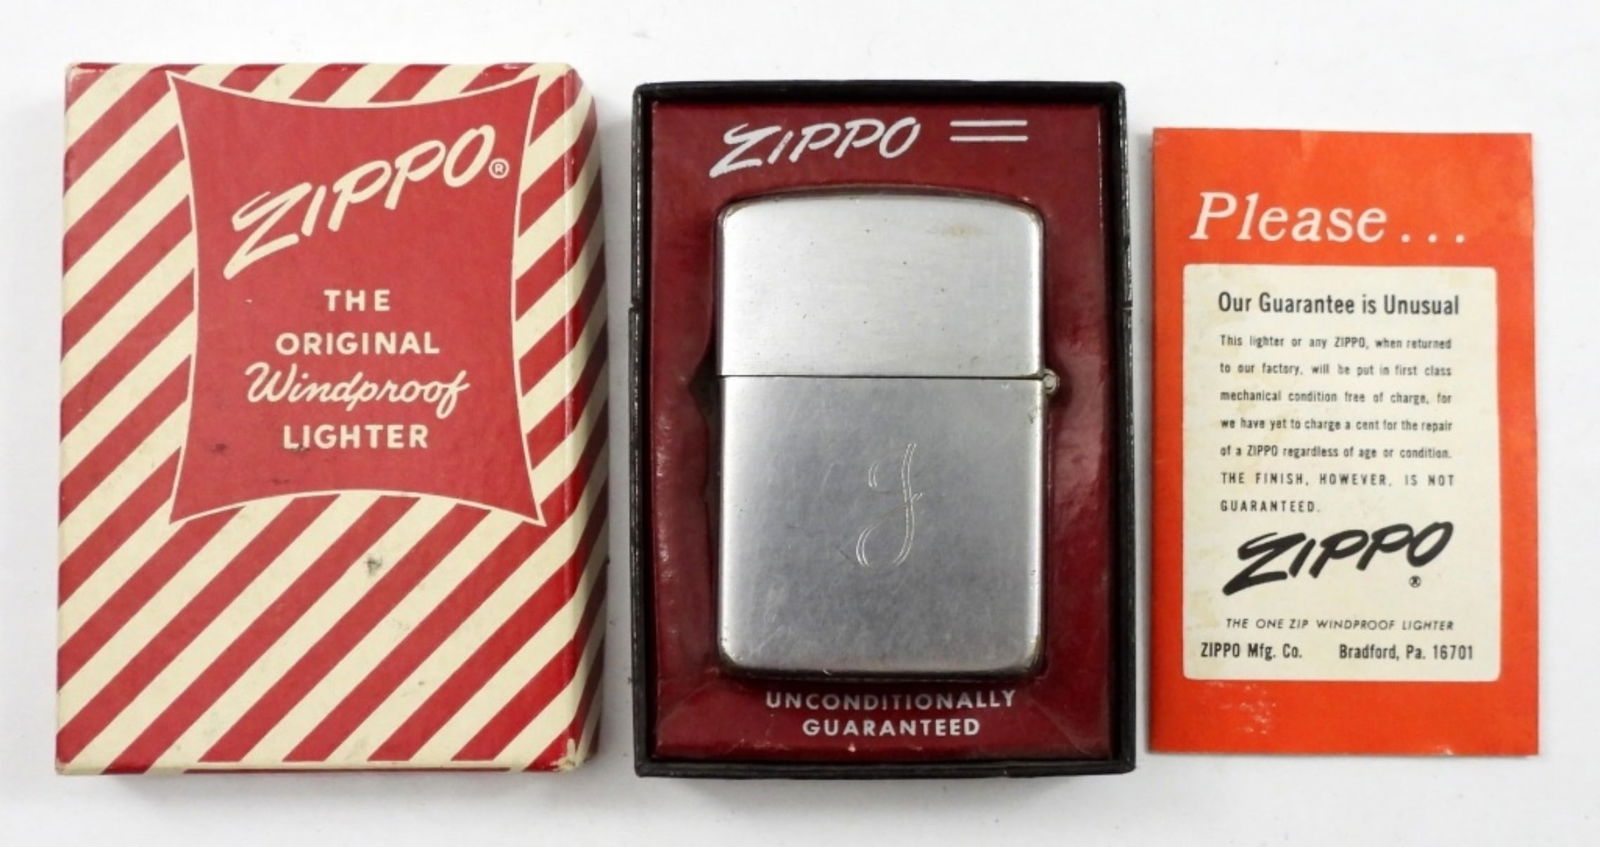 ZIPPO®
THE
ORIGINAL
Windproof
LIGHTER
ZIPPO
J
UNCONDITIONALLY
GUARANTEED
Please...
Our Guarantee is Unusual
This lighter or any ZIPPO, when returned
to our factory, will be put in first class
mechanical condition free of charge, for
we have yet to charge a cent for the repair
of a ZIPPO regardless of age or condition.
THE FINISH, HOWEVER, IS NOT
GUARANTEED.
ZIPPO®
THE ONE ZIP WINDPROOF LIGHTER
ZIPPO Mfg. Co. Bradford, Pa. 16701